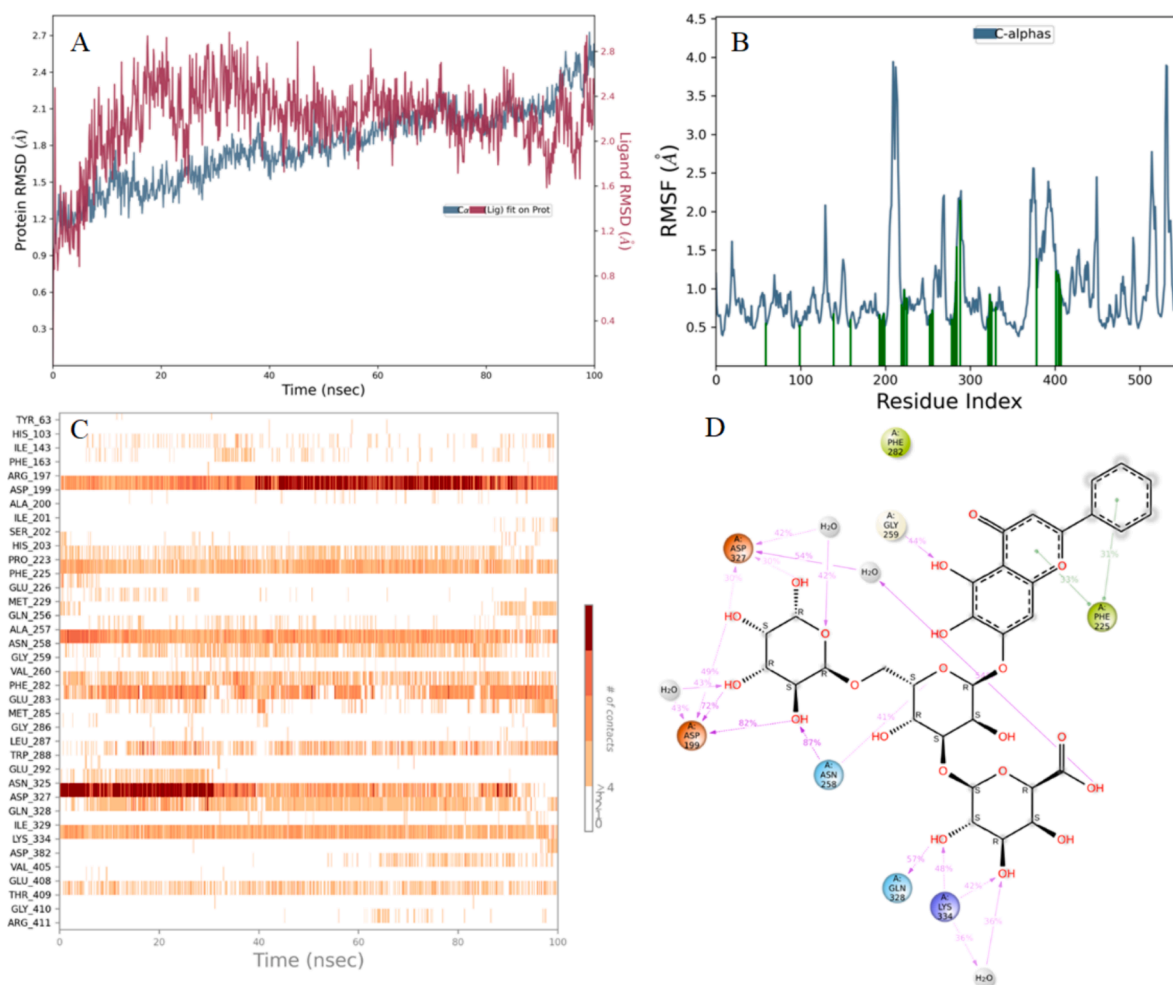 A
Protein RMSD (Å)
2.7
2.4
2.1
1.8
1.5
1.2
0.9
0.6
0.3
Cα (Lig) fit on Prot
2.8
2.4
2.0
1.6
1.2
0.8
0.4
Ligand RMSD (Å)
0 20 40 60 80 100
Time (nsec)
B
C-alphas
RMSF (Å)
4.5
4.0
3.5
3.0
2.5
2.0
1.5
1.0
0.5
0 100 200 300 400 500
Residue Index
C
TYR_63
HIS_103
ILE_143
PHE_163
ARG_197
ASP_199
ALA_200
ILE_201
SER_202
HIS_203
PRO_223
PHE_225
GLU_226
MET_229
GLN_256
ALA_257
ASN_258
GLY_259
VAL_260
PHE_282
GLU_283
MET_285
GLY_286
LEU_287
TRP_288
GLU_292
ASN_325
ASP_327
GLN_328
ILE_329
LYS_334
ASP_382
VAL_405
GLU_408
THR_409
GLY_410
ARG_411
0 20 40 60 80 100
Time (nsec)
# of contacts
4
0
D
A:
PHE
282
A:
GLY
259
44%
O
OH
OH
O
O
31%
33%
A:
PHE
225
A:
ASP
327
42%
H₂O
54%
H₂O
42%
OH
OH
OH
OH
R
S
R
S
R
O
O
49%
H₂O
43%
43%
72%
A:
ASP
199
82%
87%
A:
ASN
258
41%
S
R
S
S
R
O
OH
OH
O
O
S
S
R
S
R
O
OH
OH
OH
OH
57%
A:
GLN
328
48%
A:
LYS
334
42%
36%
36%
H₂O